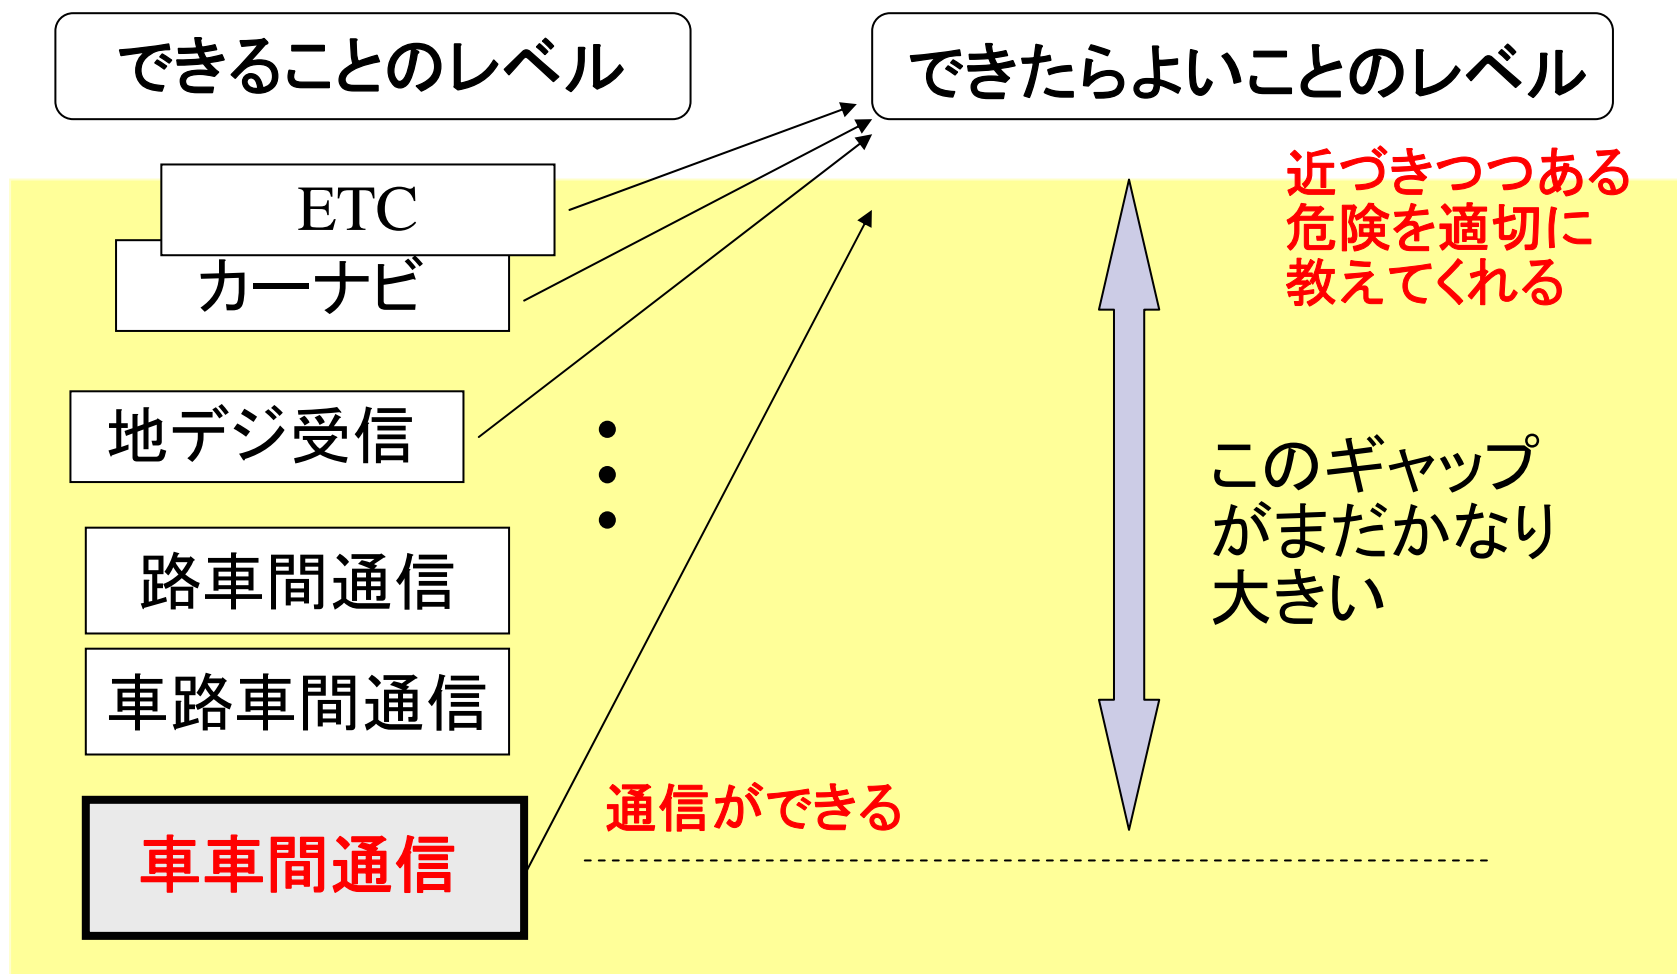 できることのレベル
できたらよいことのレベル
近づきつつある
危険を適切に
教えてくれる
ETC
カーナビ
地デジ受信
このギャップ
がまだかなり
大きい
路車間通信
車路車間通信
通信ができる
車車間通信